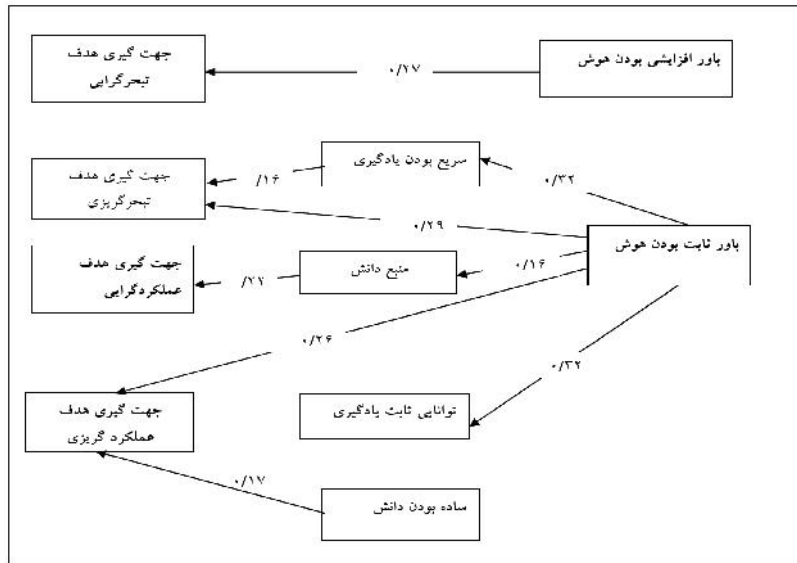 باور افزایشی بودن هوش
۰/۲۷
جهت گیری هدف
تبحرگرایی
سریع بودن یادگیری
۰/۳۲
/۱۶
جهت گیری هدف
تبحرگریزی
۰/۲۹
باور ثابت بودن هوش
۰/۱۶
منبع دانش
/۲۲
جهت گیری هدف
عملکردگرایی
۰/۲۶
۰/۳۲
توانایی ثابت یادگیری
جهت گیری هدف
عملکرد گریزی
۰/۱۷
ساده بودن دانش